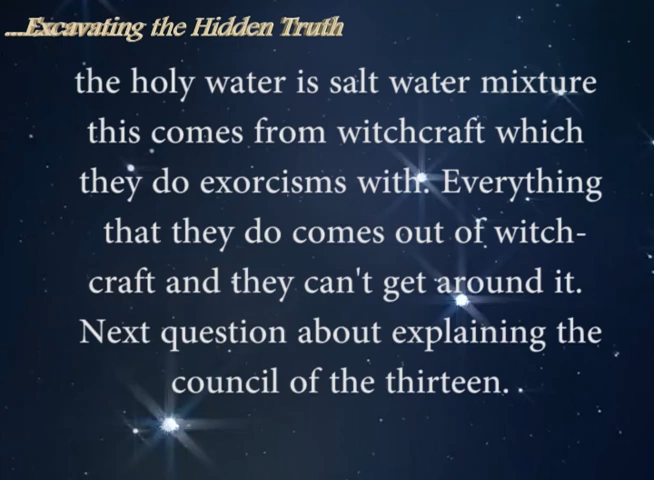 ...Excavating the Hidden Truth
the holy water is salt water mixture
this comes from witchcraft which
they do exorcisms with. Everything
that they do comes out of witch-
craft and they can't get around it.
Next question about explaining the
council of the thirteen. .